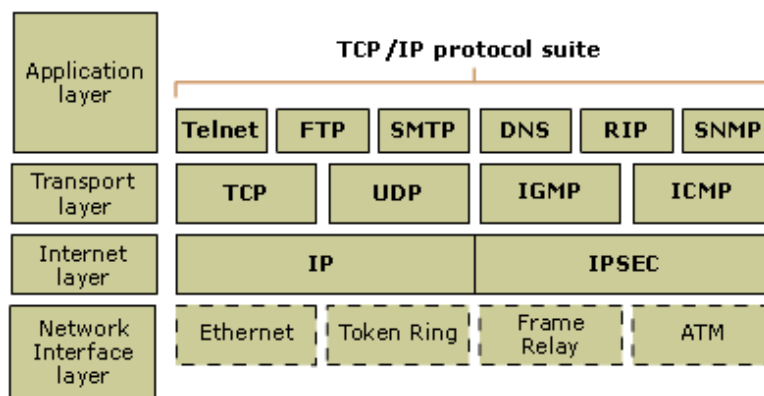 TCP/IP protocol suite
Application
layer
Telnet FTP SMTP DNS RIP SNMP
Transport
layer
TCP UDP IGMP ICMP
Internet
layer
IP IPSEC
Network
Interface
layer
Ethernet Token Ring Frame
Relay ATM